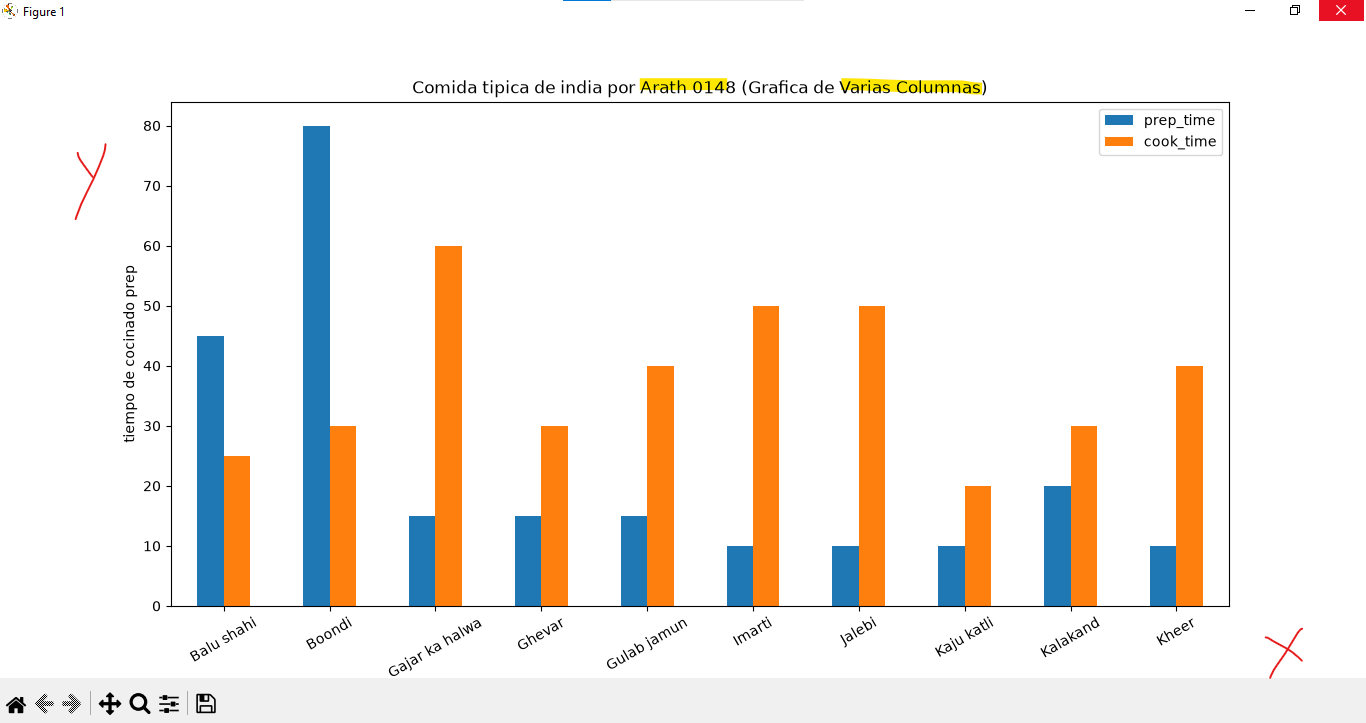 Figure 1
Comida tipica de india por Arath 0148 (Grafica de Varias Columnas)
prep_time
cook_time
y
tiempo de cocinado prep
80
70
60
50
40
30
20
10
0
Balu shahi
Boondi
Gajar ka halwa
Ghevar
Gulab jamun
Imarti
Jalebi
Kaju katli
Kalakand
Kheer
x